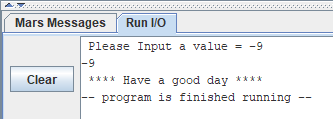 Mars Messages Run I/O
Please Input a value = -9
-9
**** Have a good day ****
-- program is finished running --
Clear